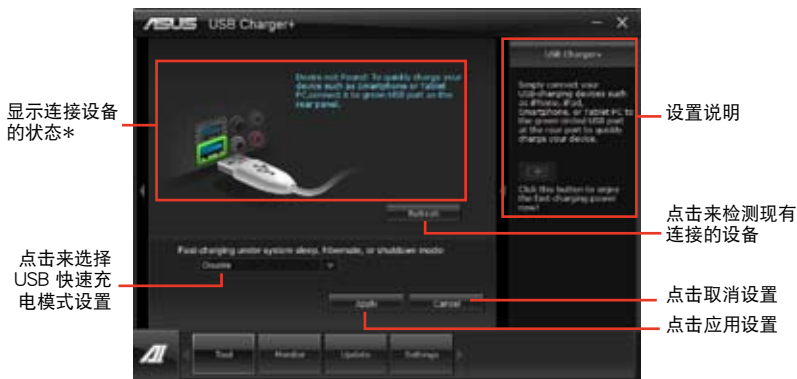 ASUS USB Charger+
Device not Found! To quickly charge your
device such as Smartphone or Tablet
PC,connect it to green USB port on the
rear panel.
Refresh
Fast-charging under system sleep, hibernate, or shutdown mode:
Disable
Apply
Cancel
USB Charger+
Simply connect your
USB-charging devices such
as iPhone, iPad,
Smartphone, or Tablet PC to
the green circled USB port
at the rear port to quickly
charge your device.
Click this button to enjoy
the fast-charging power
now!
Tool
Monitor
Update
Settings
显示连接设备
的状态*
点击来选择
USB 快速充
电模式设置
设置说明
点击来检测现有
连接的设备
点击取消设置
点击应用设置